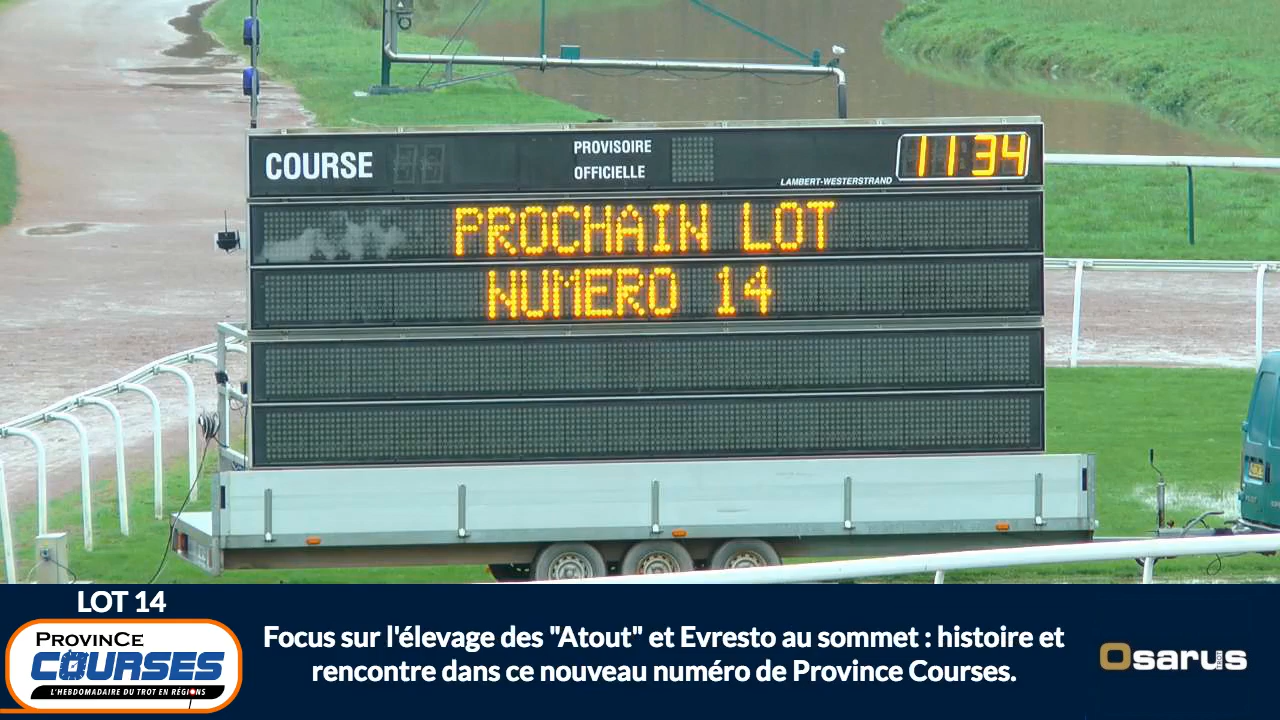 COURSE
PROVISOIRE
OFFICIELLE
LAMBERT-WESTERSTRAND
11 34
PROCHAIN LOT
NUMERO 14
LOT 14
PROVINCE
COURSES
L'HEBDOMADAIRE DU TROT EN RÉGIONS
Focus sur l'élevage des "Atout" et Evresto au sommet : histoire et
rencontre dans ce nouveau numéro de Province Courses.
Osarus